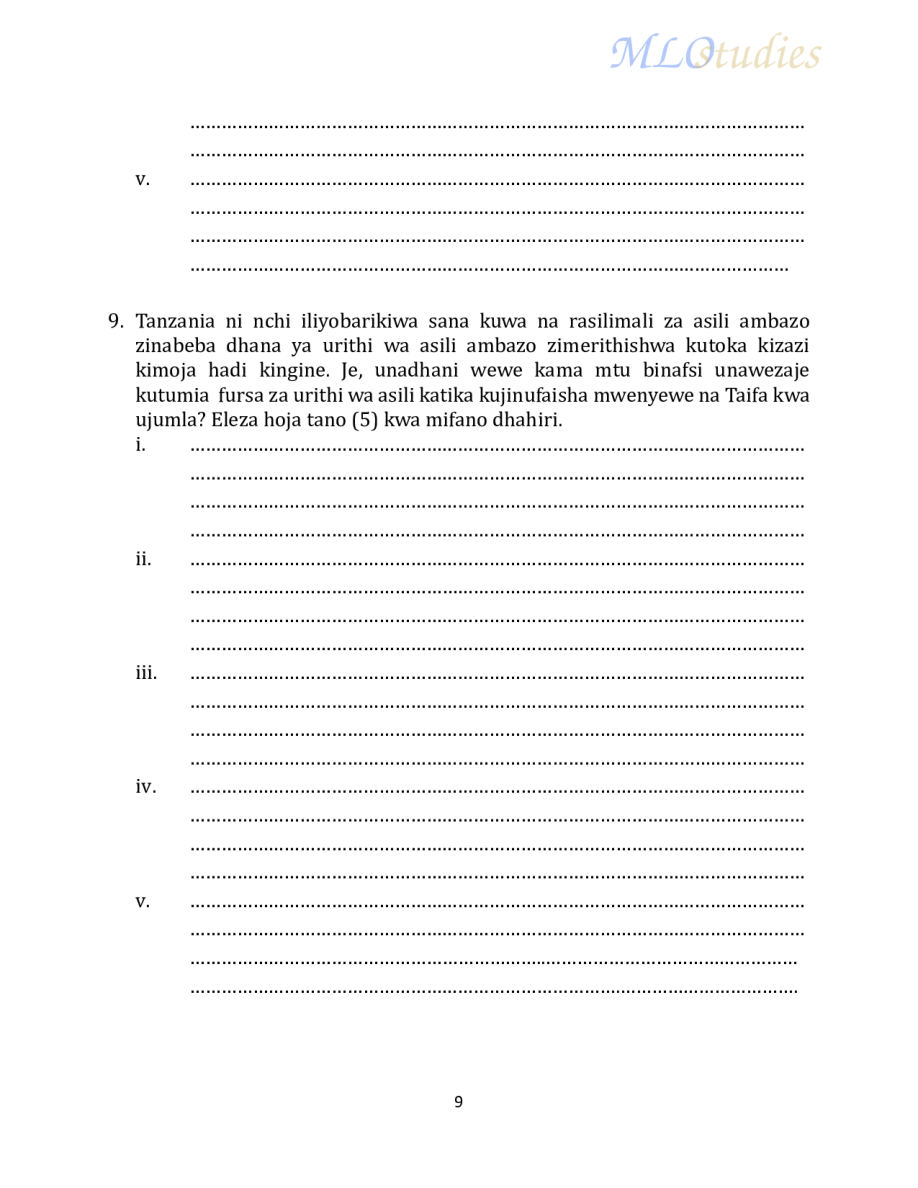 MLOstudies
………………………………………………………………………………………………………
………………………………………………………………………………………………………
v. ………………………………………………………………………………………………………
………………………………………………………………………………………………………
………………………………………………………………………………………………………
……………………………………………………………………………………………………
9. Tanzania ni nchi iliyobarikiwa sana kuwa na rasilimali za asili ambazo
zinabeba dhana ya urithi wa asili ambazo zimerithishwa kutoka kizazi
kimoja hadi kingine. Je, unadhani wewe kama mtu binafsi unawezaje
kutumia fursa za urithi wa asili katika kujinufaisha mwenyewe na Taifa kwa
ujumla? Eleza hoja tano (5) kwa mifano dhahiri.
i. ………………………………………………………………………………………………………
………………………………………………………………………………………………………
………………………………………………………………………………………………………
………………………………………………………………………………………………………
ii. ………………………………………………………………………………………………………
………………………………………………………………………………………………………
………………………………………………………………………………………………………
………………………………………………………………………………………………………
iii. ………………………………………………………………………………………………………
………………………………………………………………………………………………………
………………………………………………………………………………………………………
………………………………………………………………………………………………………
iv. ………………………………………………………………………………………………………
………………………………………………………………………………………………………
………………………………………………………………………………………………………
………………………………………………………………………………………………………
v. ………………………………………………………………………………………………………
………………………………………………………………………………………………………
………………………………………………………..……………………………………………
…………………………………………………………………………………………………….
9